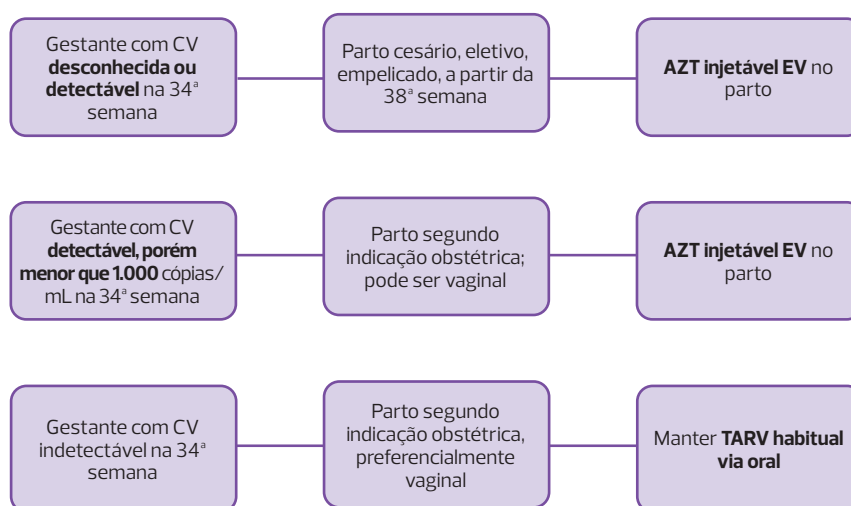 Gestante com CV
desconhecida ou
detectável na 34ª
semana
Parto cesário, eletivo,
empelicado, a partir da
38ª semana
AZT injetável EV no
parto
Gestante com CV
detectável, porém
menor que 1.000 cópias/
mL na 34ª semana
Parto segundo
indicação obstétrica;
pode ser vaginal
AZT injetável EV no
parto
Gestante com CV
indetectável na 34ª
semana
Parto segundo
indicação obstétrica,
preferencialmente
vaginal
Manter TARV habitual
via oral